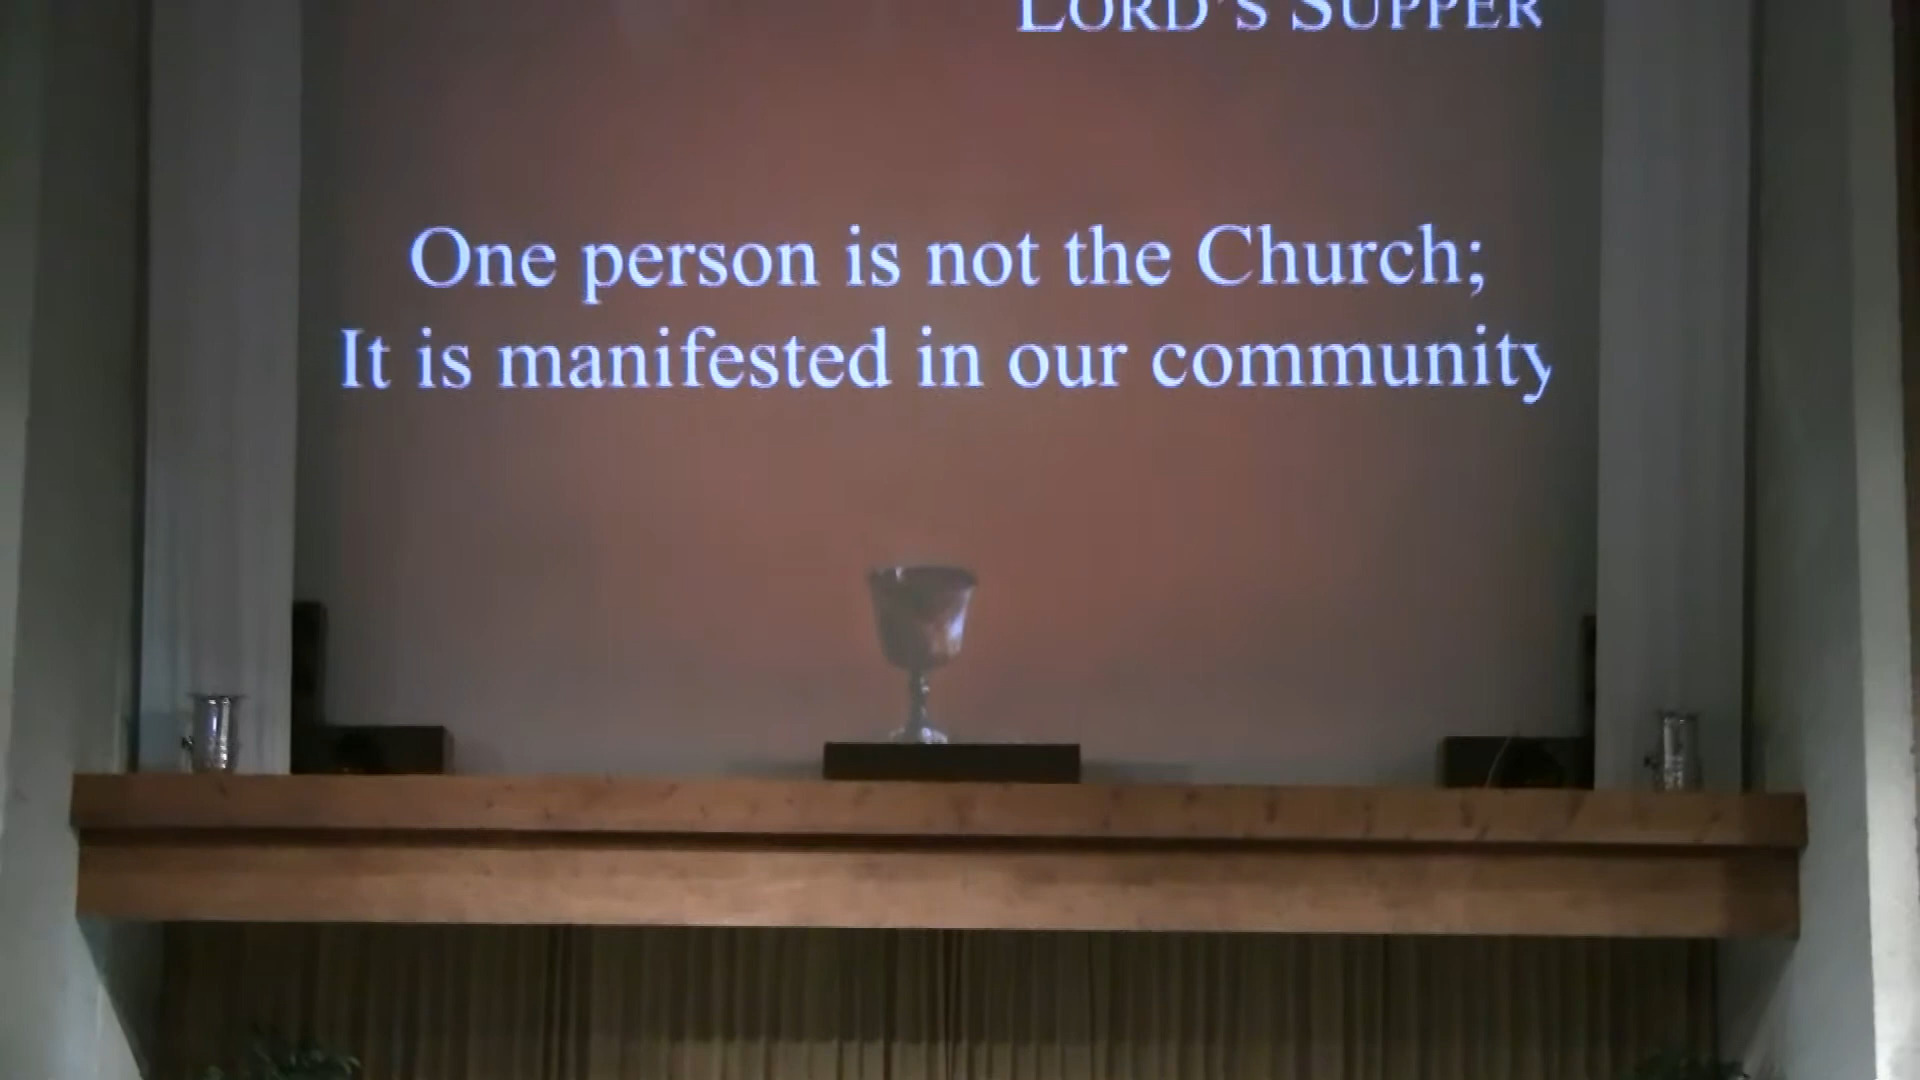 LORD'S SUPPER
One person is not the Church;
It is manifested in our community